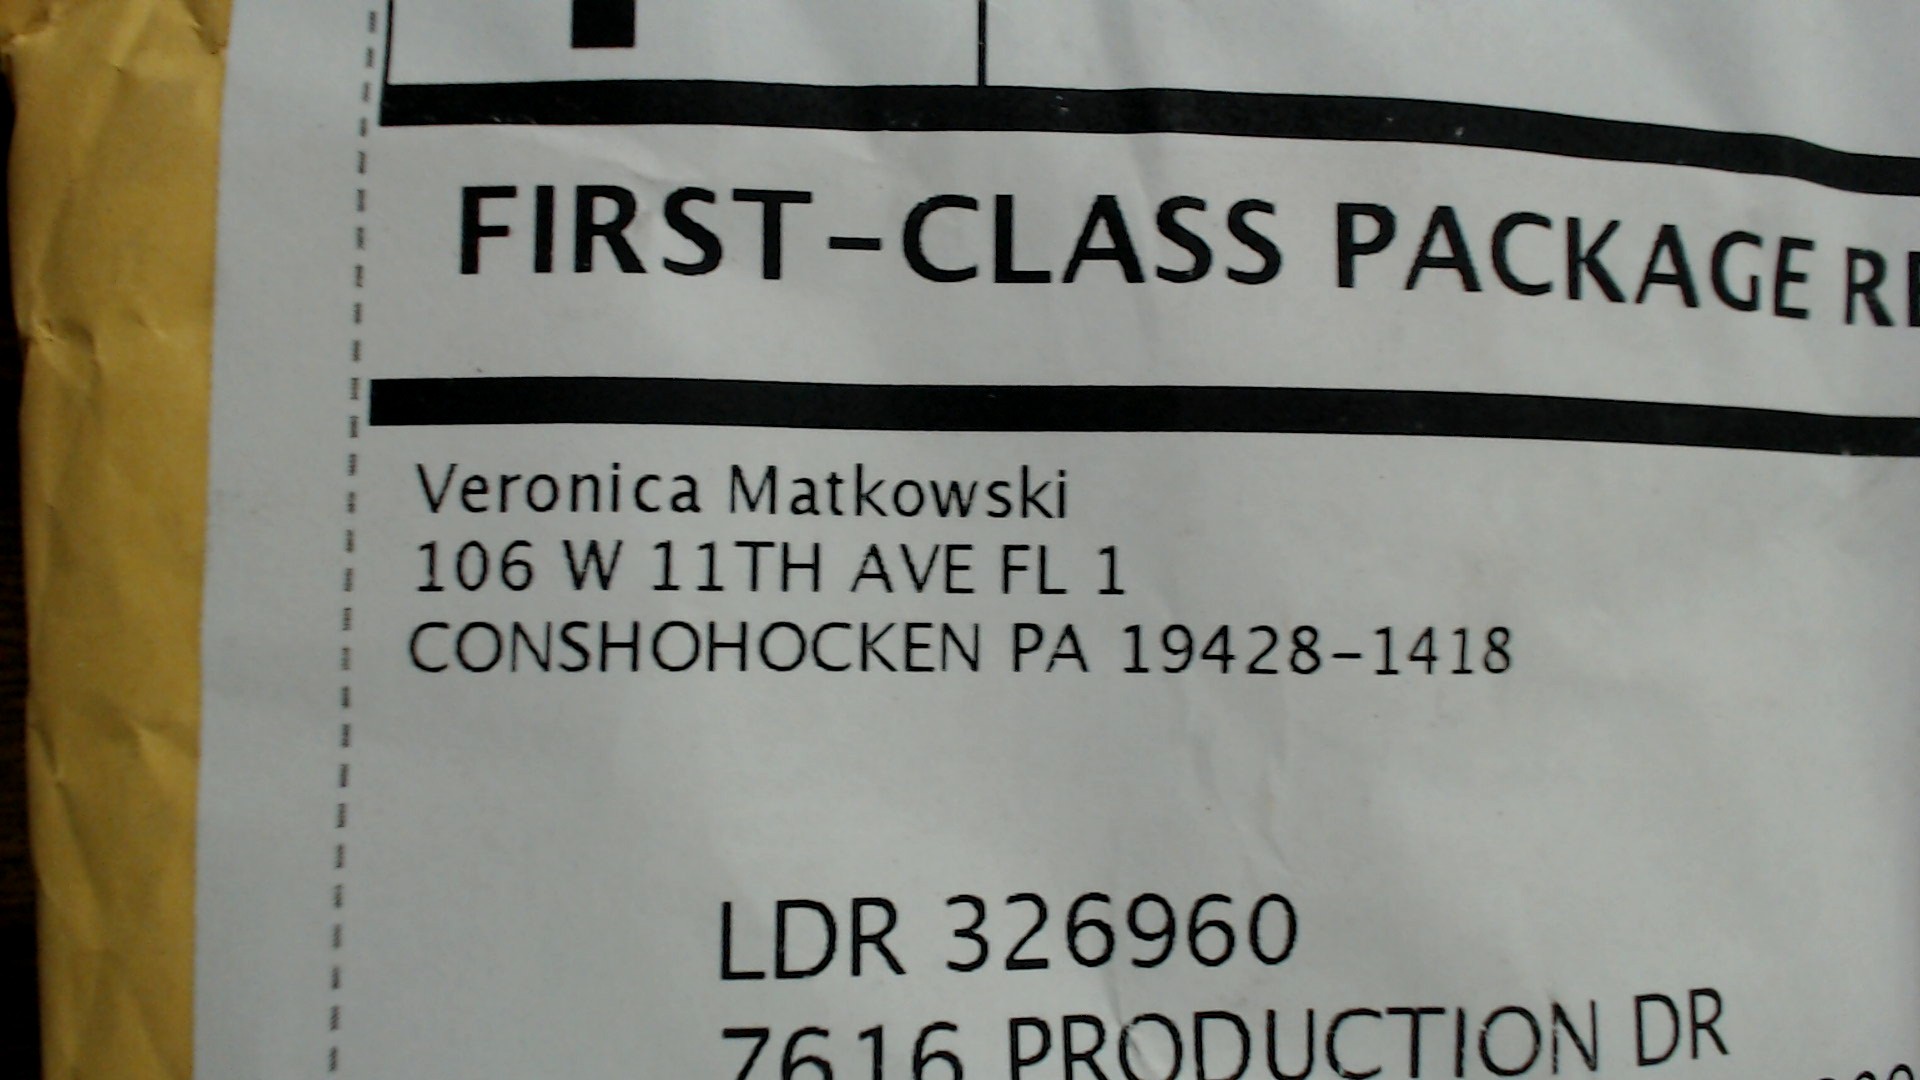 FIRST-CLASS PACKAGE
Veronica Matkowski
106 W 11TH AVE FL 1
CONSHOHOCKEN PA 19428-1418
LDR 326960
7616 PRODUCTION DR